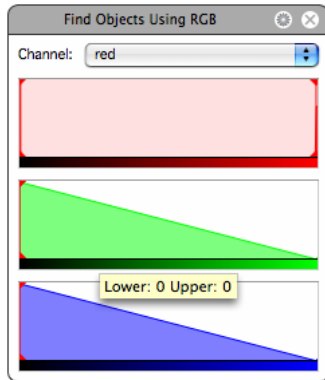 Find Objects Using RGB
Channel: red
Lower: 0 Upper: 0